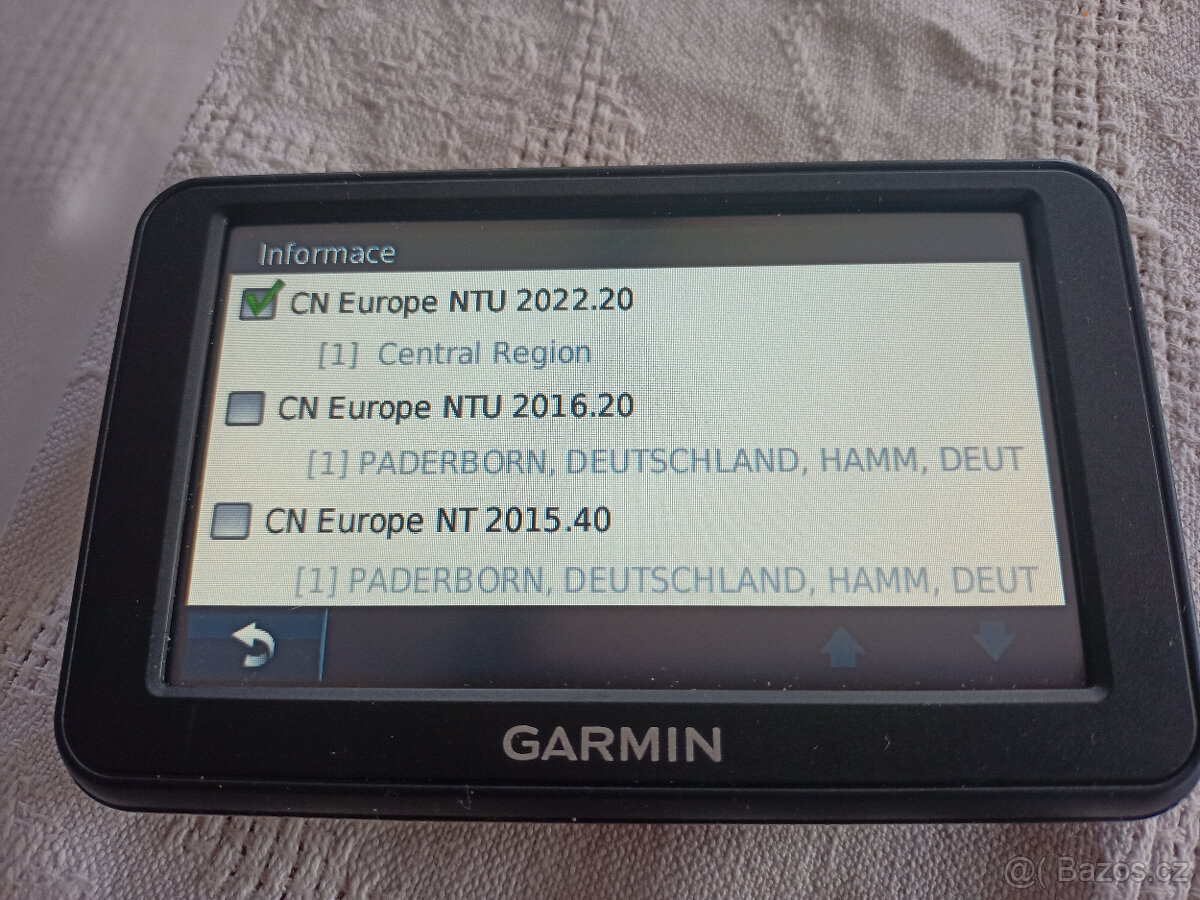 Informace
CN Europe NTU 2022.20
[1] Central Region
CN Europe NTU 2016.20
[1] PADERBORN, DEUTSCHLAND, HAMM, DEUT
CN Europe NT 2015.40
[1] PADERBORN, DEUTSCHLAND, HAMM, DEUT
GARMIN
@( Bazos.cz